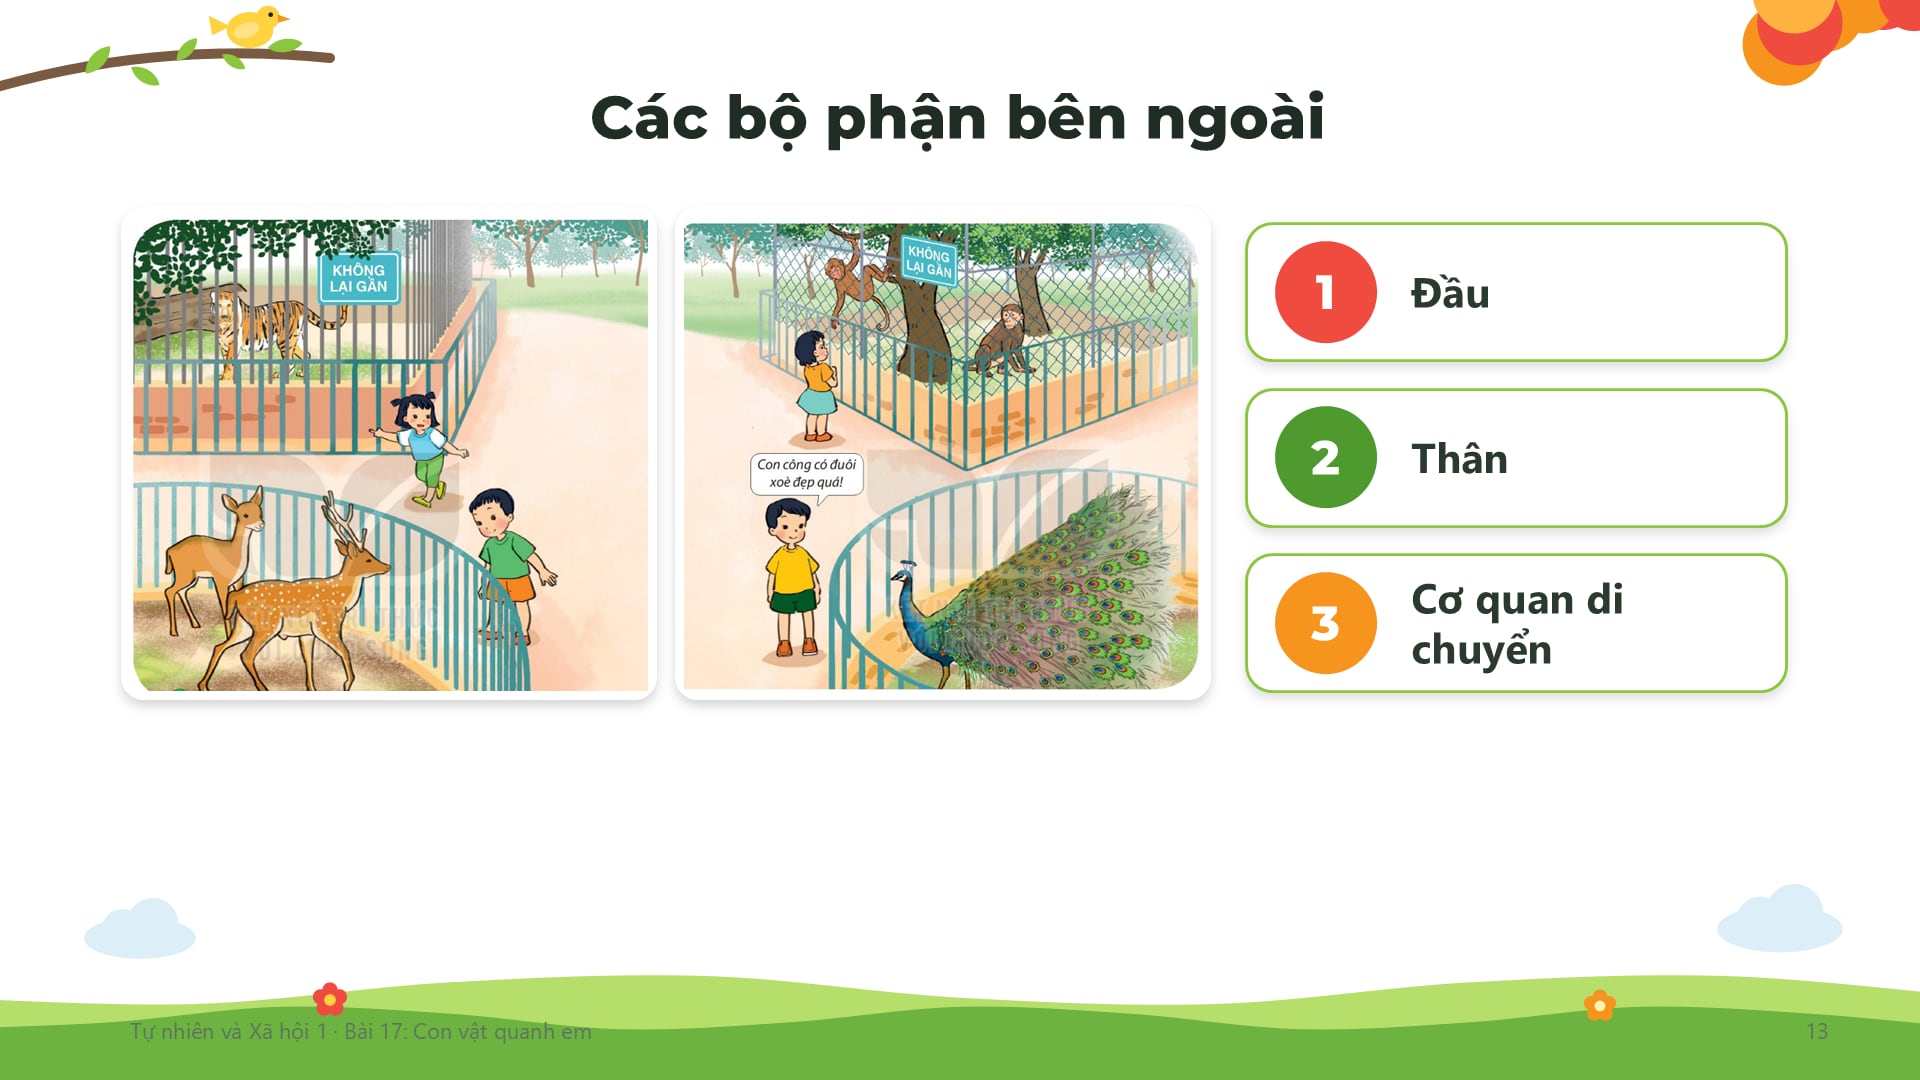 Các bộ phận bên ngoài
KHÔNG
LẠI GẦN
KHÔNG
LẠI GẦN
Con công có đuôi
xoè đẹp quá!
1
Đầu
2
Thân
3
Cơ quan di
chuyển
Tự nhiên và Xã hội 1 · Bài 17: Con vật quanh em
13